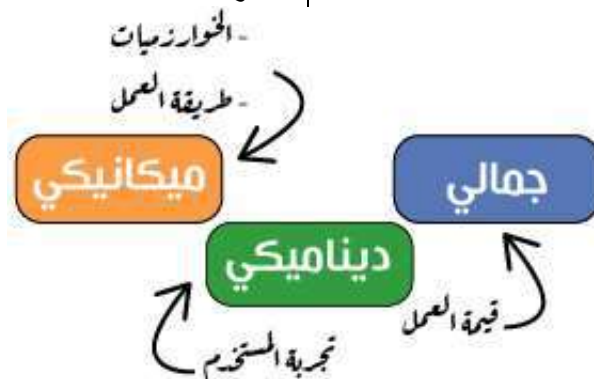 - الخوارزميات
- طريقة العمل
جمالي
ميكانيكي
ديناميكي
قيمة العمل
تجربة المستخدم